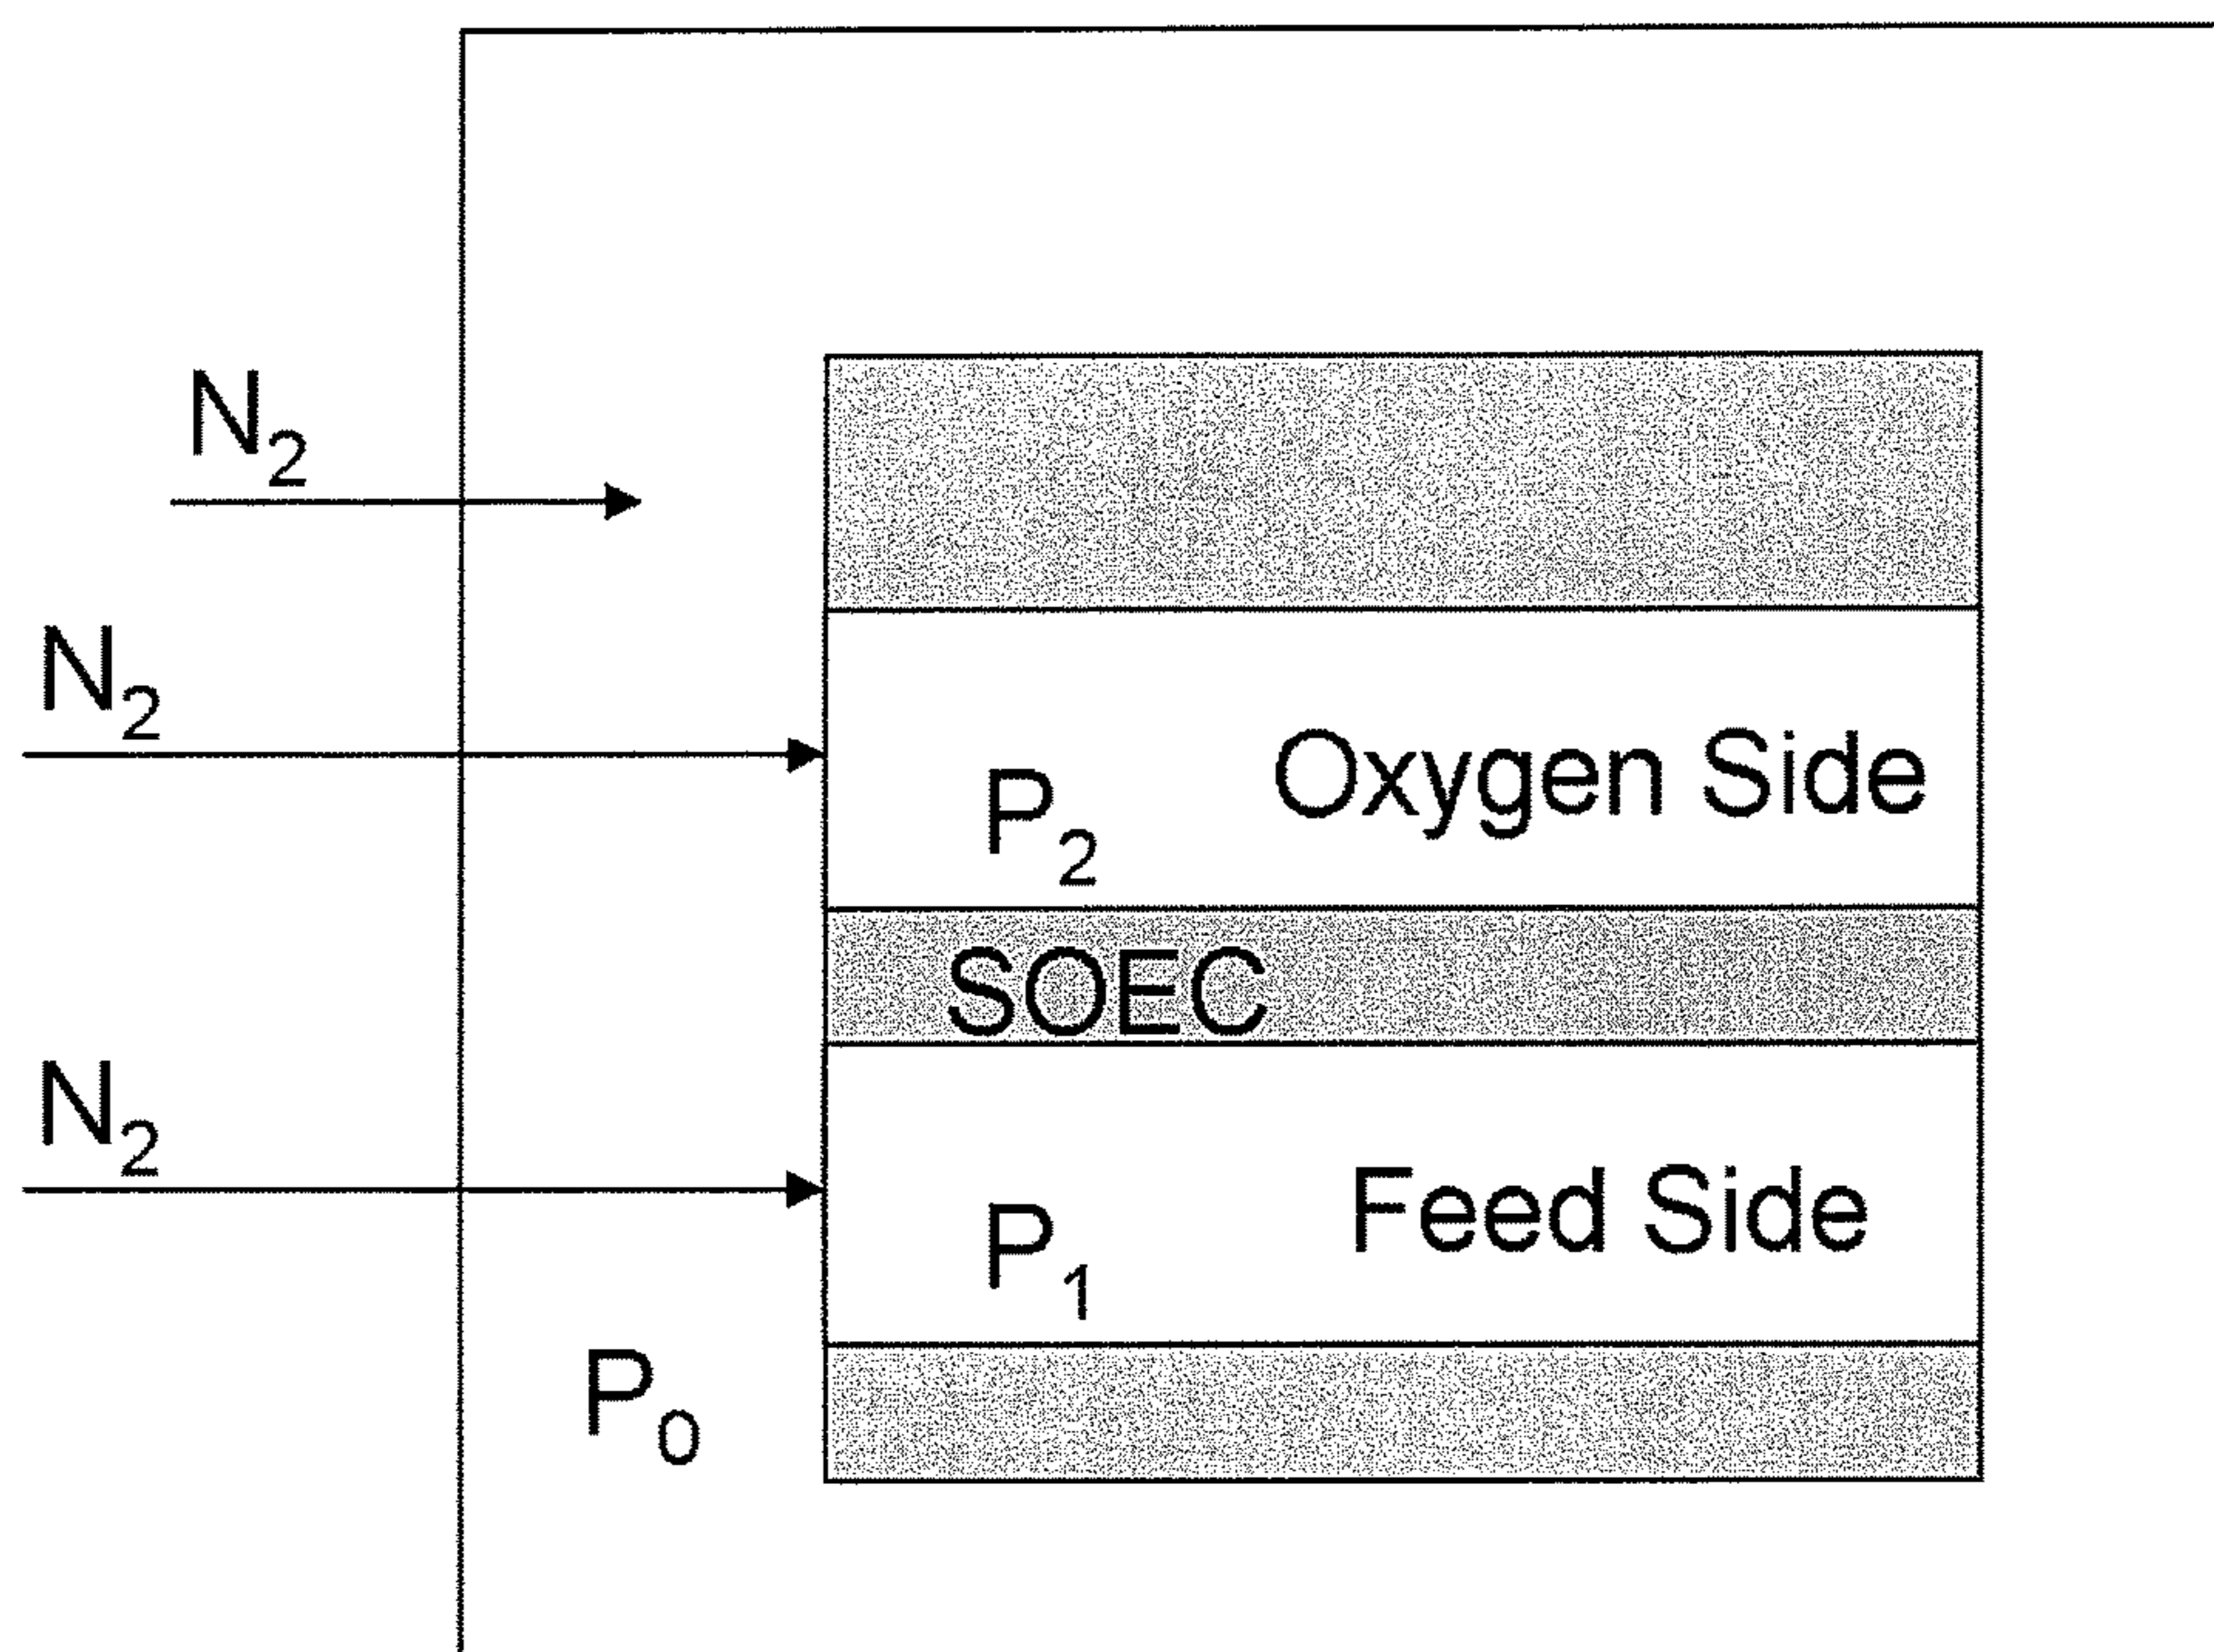 N₂
N₂
P₂ Oxygen Side
SOEC
N₂
P₁ Feed Side
P₀